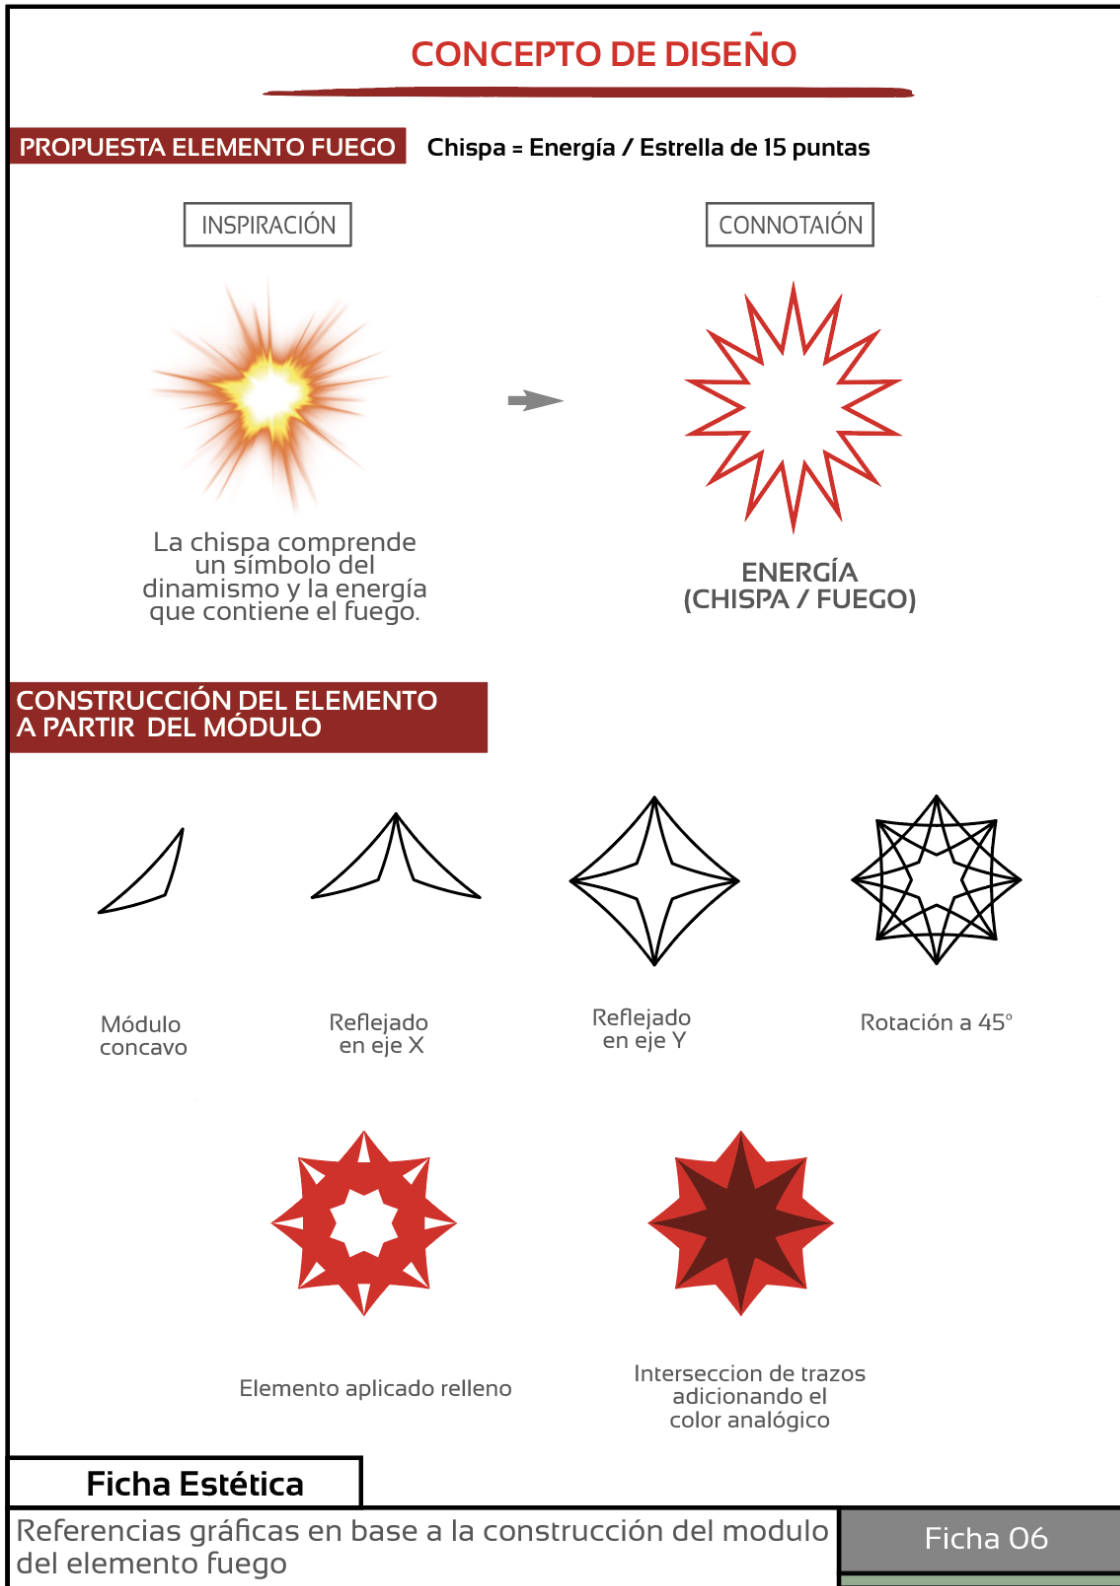 CONCEPTO DE DISEÑO
PROPUESTA ELEMENTO FUEGO
Chispa = Energía / Estrella de 15 puntas
INSPIRACIÓN
CONNOTAIÓN
La chispa comprende
un símbolo del
dinamismo y la energía
que contiene el fuego.
ENERGÍA
(CHISPA / FUEGO)
CONSTRUCCIÓN DEL ELEMENTO
A PARTIR DEL MÓDULO
Módulo
concavo
Reflejado
en eje X
Reflejado
en eje Y
Rotación a 45°
Elemento aplicado relleno
Interseccion de trazos
adicionando el
color analógico
Ficha Estética
Referencias gráficas en base a la construcción del modulo
del elemento fuego
Ficha 06